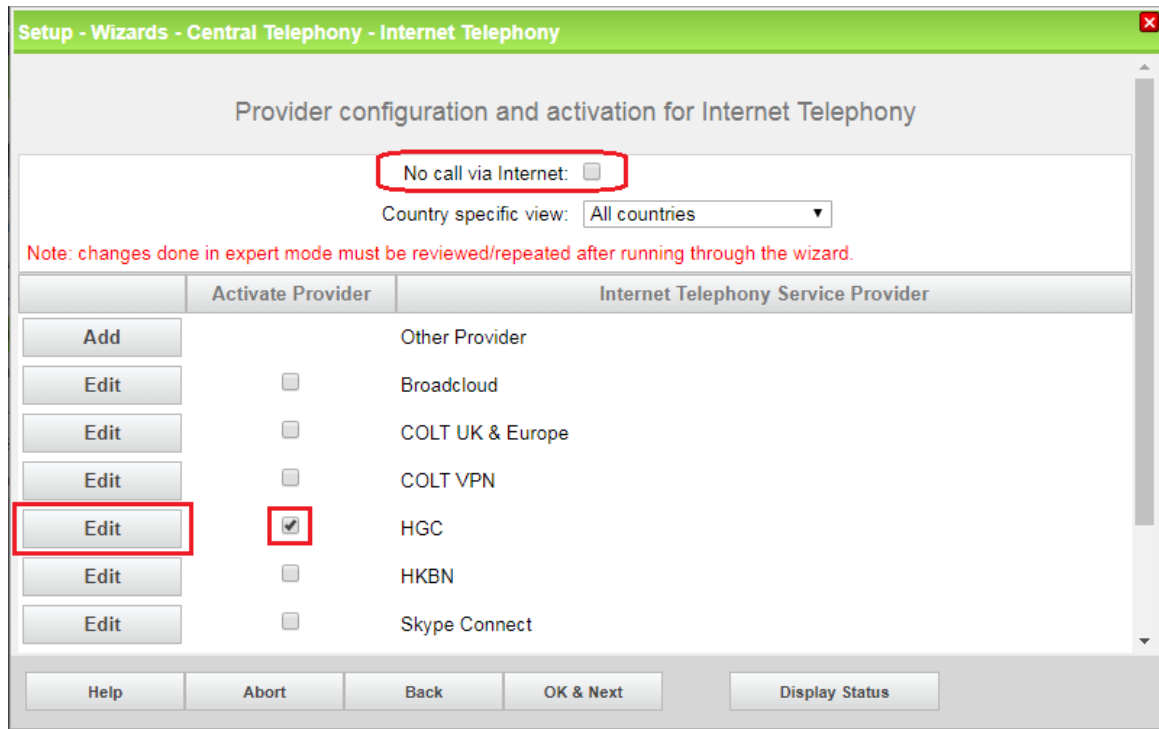 Setup - Wizards - Central Telephony - Internet Telephony
Provider configuration and activation for Internet Telephony
No call via Internet:
Country specific view: All countries
Note: changes done in expert mode must be reviewed/repeated after running through the wizard.
Activate Provider Internet Telephony Service Provider
Add Other Provider
Edit Broadcloud
Edit COLT UK & Europe
Edit COLT VPN
Edit HGC
Edit HKBN
Edit Skype Connect
Help Abort Back OK & Next Display Status